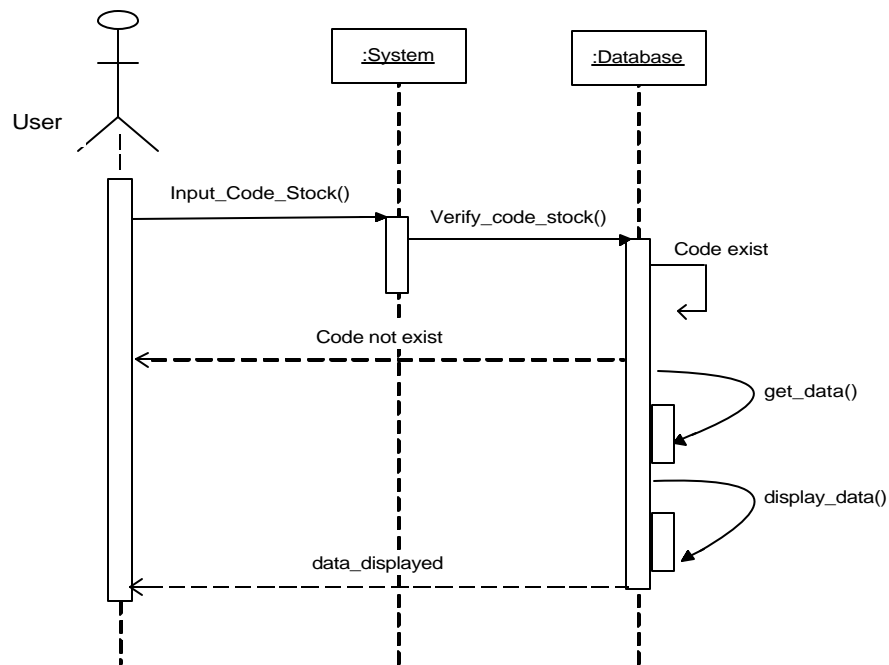 :System
:Database
User
Input_Code_Stock()
Verify_code_stock()
Code exist
Code not exist
get_data()
display_data()
data_displayed